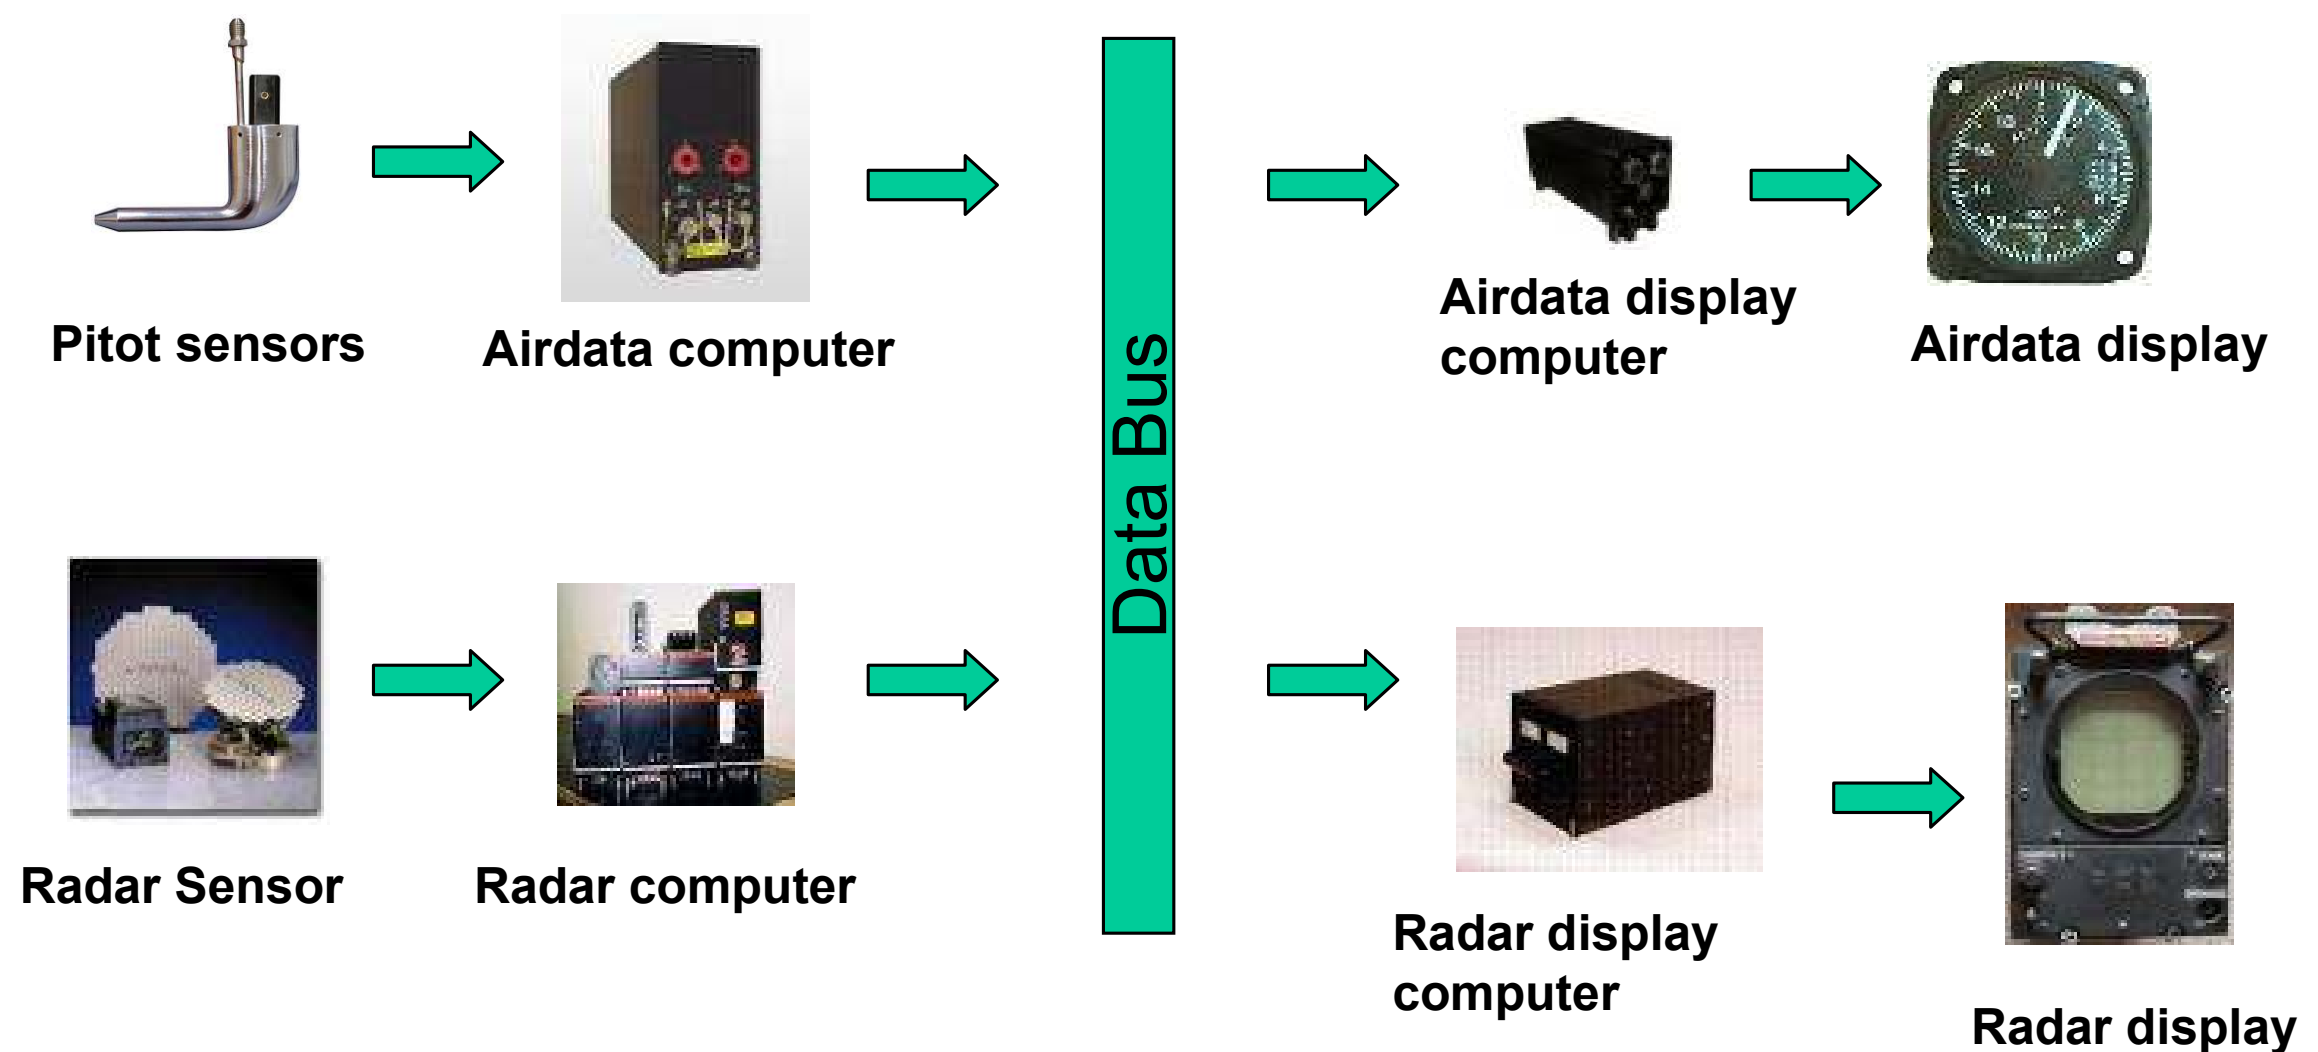 Pitot sensors
Airdata computer
Data Bus
Airdata display
computer
Airdata display
Radar Sensor
Radar computer
Radar display
computer
Radar display